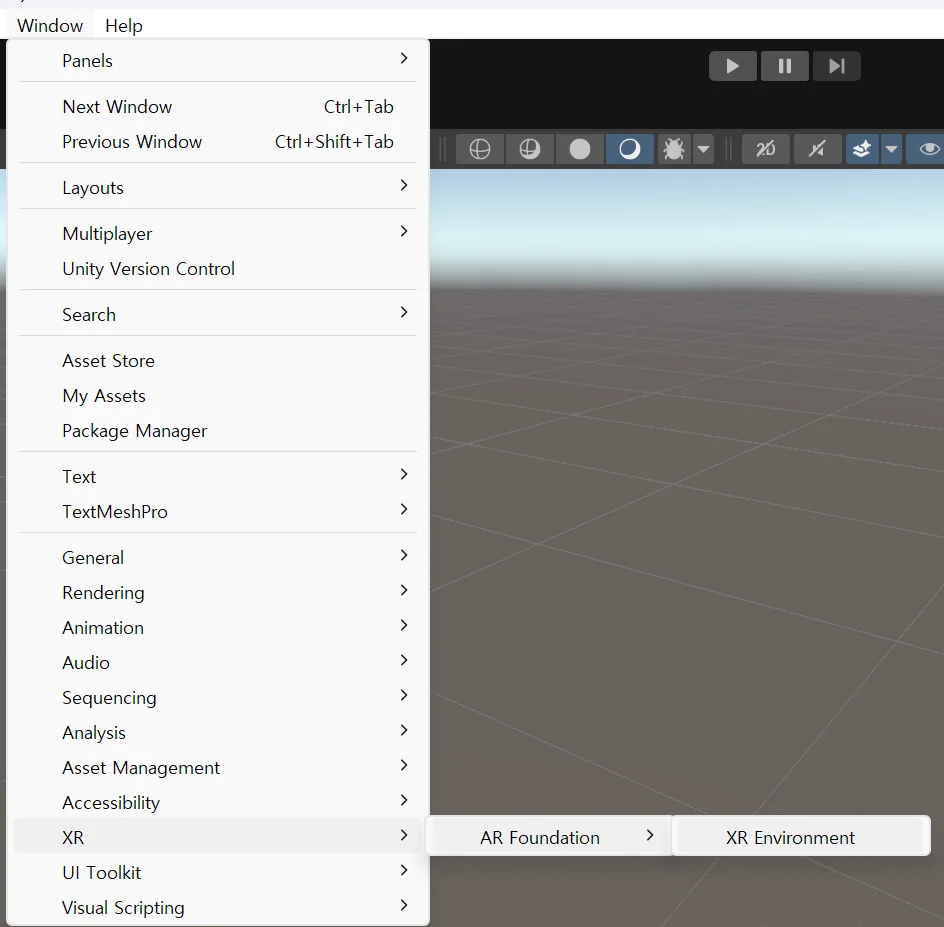 Window Help
Panels
Next Window Ctrl+Tab
Previous Window Ctrl+Shift+Tab
Layouts
Multiplayer
Unity Version Control
Search
Asset Store
My Assets
Package Manager
Text
TextMeshPro
General
Rendering
Animation
Audio
Sequencing
Analysis
Asset Management
Accessibility
XR AR Foundation XR Environment
UI Toolkit
Visual Scripting
2D